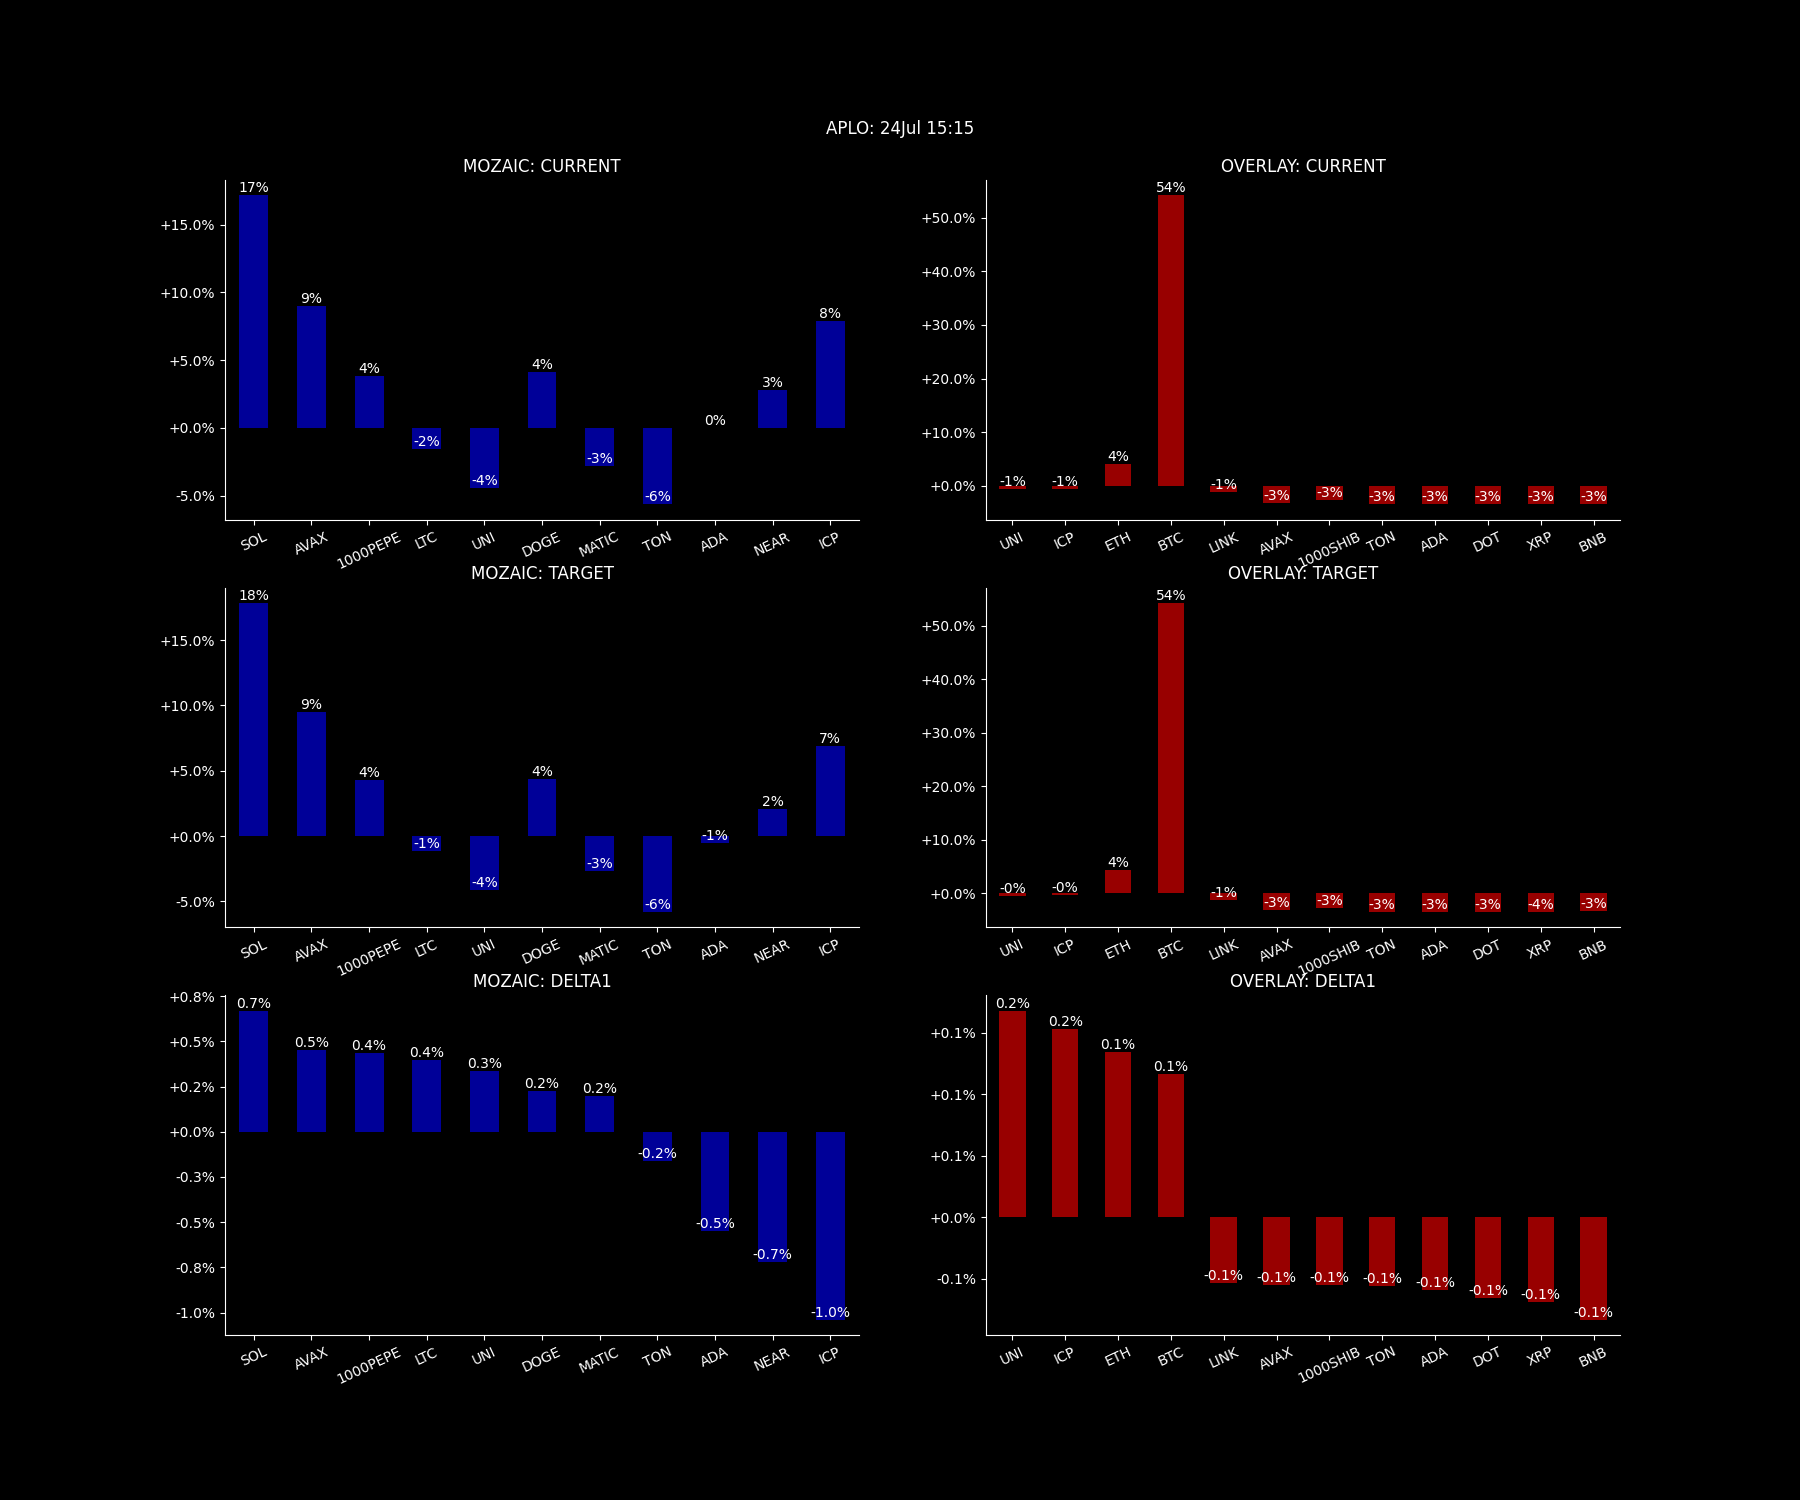 APLO: 24Jul 15:15
MOZAIC: CURRENT
17%
9%
4%
-2%
-4%
4%
-3%
-6%
0%
3%
8%
+15.0%
+10.0%
+5.0%
+0.0%
-5.0%
SOL
AVAX
1000PEPE
LTC
UNI
DOGE
MATIC
TON
ADA
NEAR
ICP
OVERLAY: CURRENT
-1%
-1%
4%
54%
-1%
-3%
-3%
-3%
-3%
-3%
-3%
-3%
+50.0%
+40.0%
+30.0%
+20.0%
+10.0%
+0.0%
UNI
ICP
ETH
BTC
LINK
AVAX
1000SHIB
TON
ADA
DOT
XRP
BNB
MOZAIC: TARGET
18%
9%
4%
-1%
-4%
4%
-3%
-6%
-1%
2%
7%
+15.0%
+10.0%
+5.0%
+0.0%
-5.0%
SOL
AVAX
1000PEPE
LTC
UNI
DOGE
MATIC
TON
ADA
NEAR
ICP
OVERLAY: TARGET
-0%
-0%
4%
54%
-1%
-3%
-3%
-3%
-3%
-3%
-4%
-3%
+50.0%
+40.0%
+30.0%
+20.0%
+10.0%
+0.0%
UNI
ICP
ETH
BTC
LINK
AVAX
1000SHIB
TON
ADA
DOT
XRP
BNB
MOZAIC: DELTA1
0.7%
0.5%
0.4%
0.4%
0.3%
0.2%
0.2%
-0.2%
-0.5%
-0.7%
-1.0%
+0.8%
+0.5%
+0.2%
+0.0%
-0.3%
-0.5%
-0.8%
-1.0%
SOL
AVAX
1000PEPE
LTC
UNI
DOGE
MATIC
TON
ADA
NEAR
ICP
OVERLAY: DELTA1
0.2%
0.2%
0.1%
0.1%
-0.1%
-0.1%
-0.1%
-0.1%
-0.1%
-0.1%
-0.1%
-0.1%
+0.1%
+0.1%
+0.1%
+0.0%
-0.1%
UNI
ICP
ETH
BTC
LINK
AVAX
1000SHIB
TON
ADA
DOT
XRP
BNB